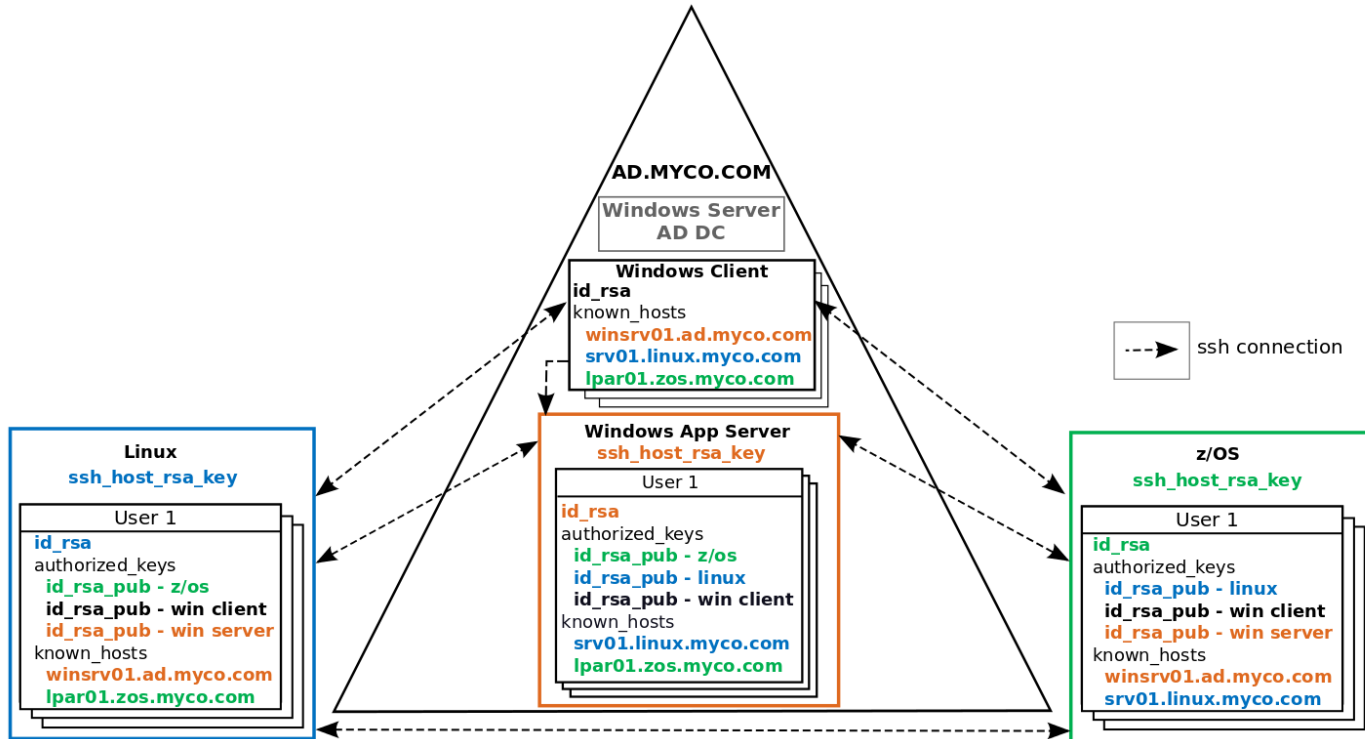 AD.MYCO.COM
Windows Server
AD DC
Windows Client
id_rsa
known_hosts
winsrv01.ad.myco.com
srv01.linux.myco.com
lpar01.zos.myco.com
ssh connection
Linux
ssh_host_rsa_key
User 1
id_rsa
authorized_keys
id_rsa_pub - z/os
id_rsa_pub - win client
id_rsa_pub - win server
known_hosts
winsrv01.ad.myco.com
lpar01.zos.myco.com
Windows App Server
ssh_host_rsa_key
User 1
id_rsa
authorized_keys
id_rsa_pub - z/os
id_rsa_pub - linux
id_rsa_pub - win client
known_hosts
srv01.linux.myco.com
lpar01.zos.myco.com
z/OS
ssh_host_rsa_key
User 1
id_rsa
authorized_keys
id_rsa_pub - linux
id_rsa_pub - win client
id_rsa_pub - win server
known_hosts
winsrv01.ad.myco.com
srv01.linux.myco.com